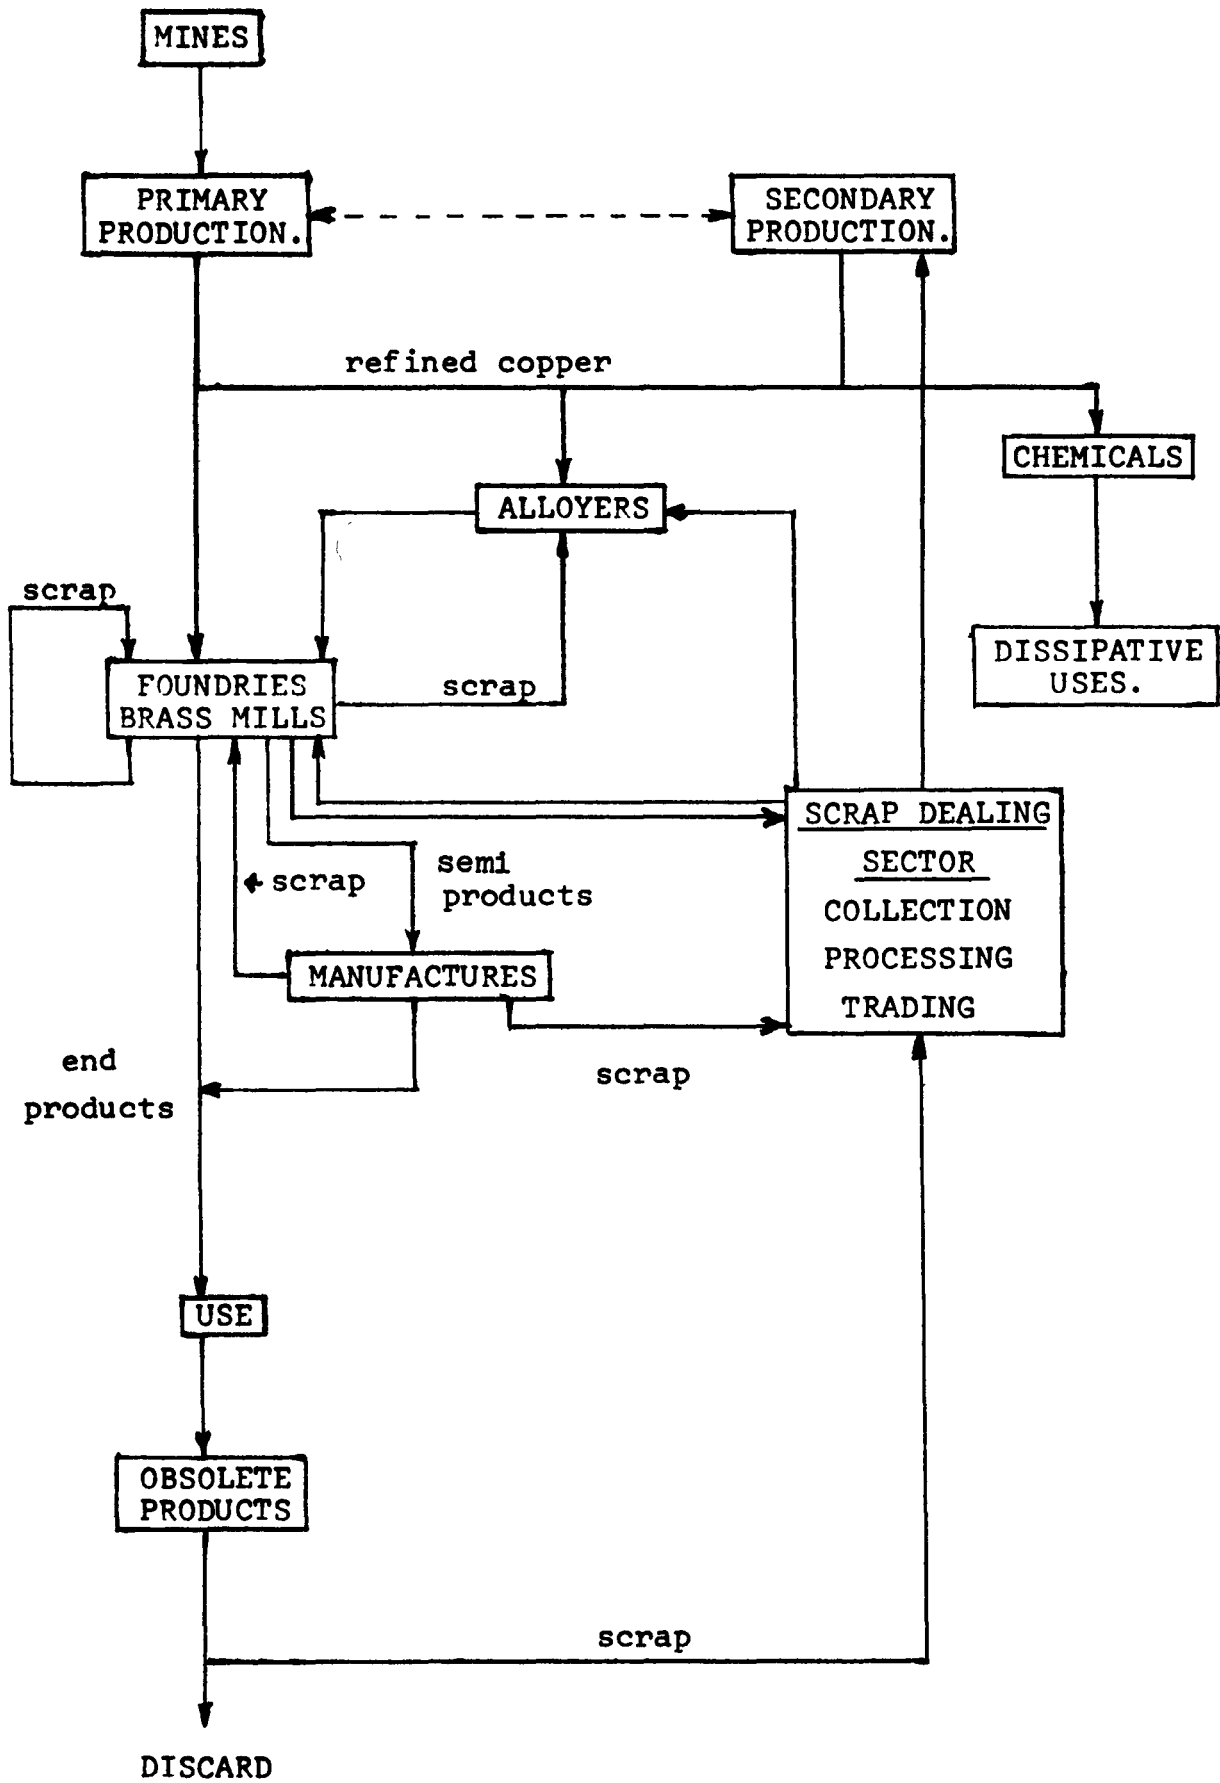 MINES
PRIMARY
PRODUCTION.
SECONDARY
PRODUCTION.
refined copper
CHEMICALS
ALLOYERS
scrap
DISSIPATIVE
USES.
FOUNDRIES
BRASS MILLS
scrap
SCRAP DEALING
SECTOR
COLLECTION
PROCESSING
TRADING
semi
products
scrap
MANUFACTURES
scrap
end
products
USE
OBSOLETE
PRODUCTS
scrap
DISCARD